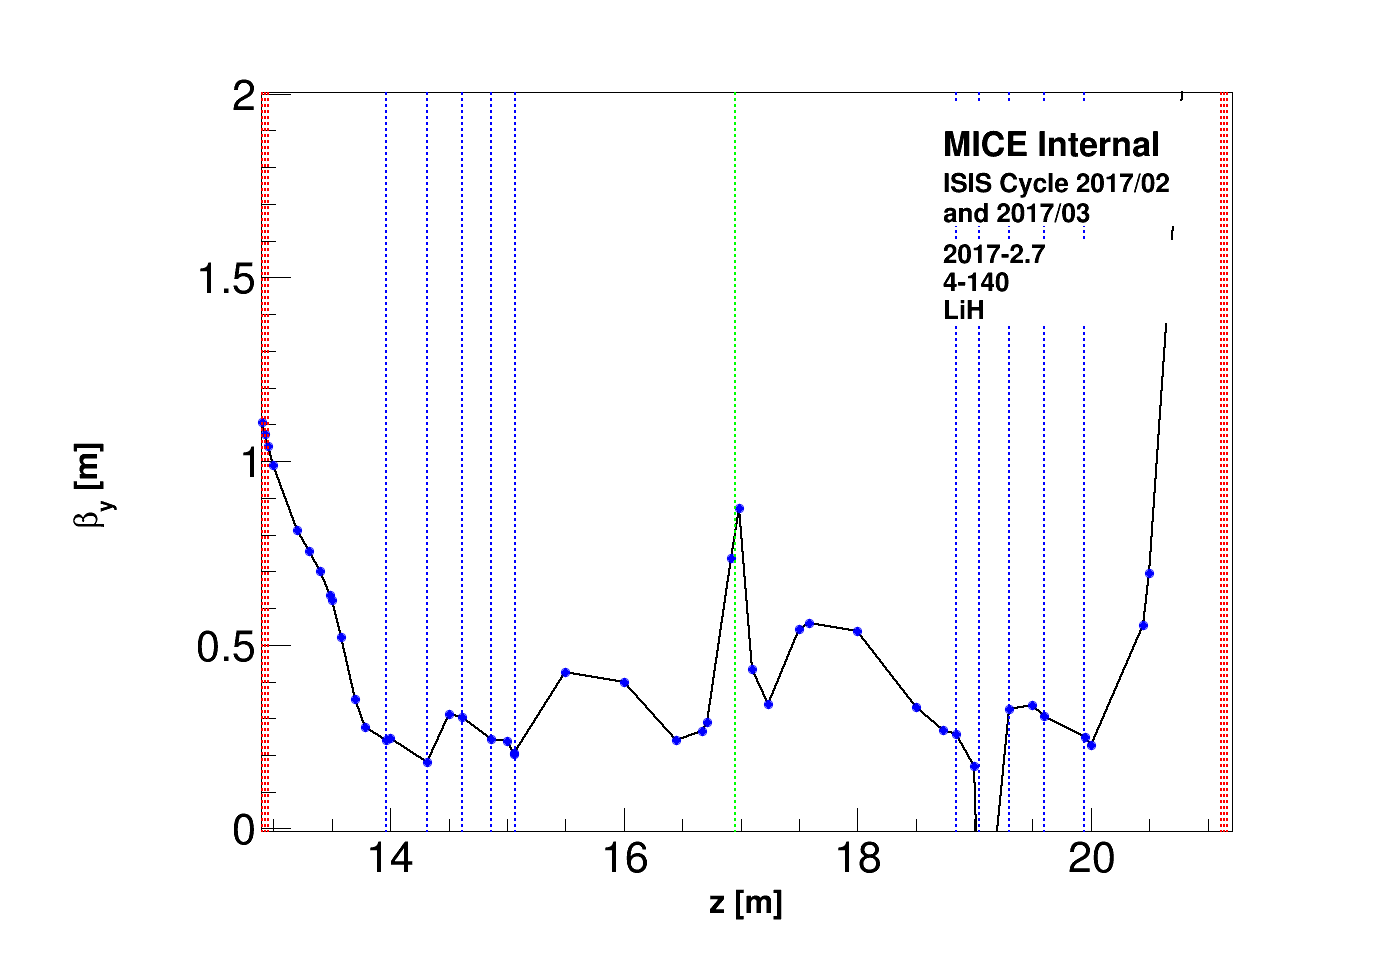 2
MICE Internal
ISIS Cycle 2017/02
and 2017/03
2017-2.7
4-140
LiH
1.5
1
0.5
0
β_y [m]
14 16 18 20
z [m]